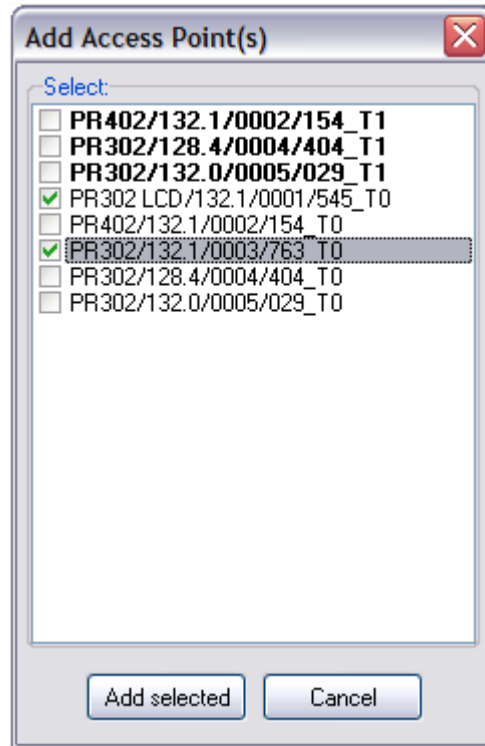 Add Access Point(s)
Select:
PR402/132.1/0002/154_T1
PR302/128.4/0004/404_T1
PR302/132.0/0005/029_T1
PR302 LCD/132.1/0001/545_T0
PR402/132.1/0002/154_T0
PR302/132.1/0003/763_T0
PR302/128.4/0004/404_T0
PR302/132.0/0005/029_T0
Add selected
Cancel